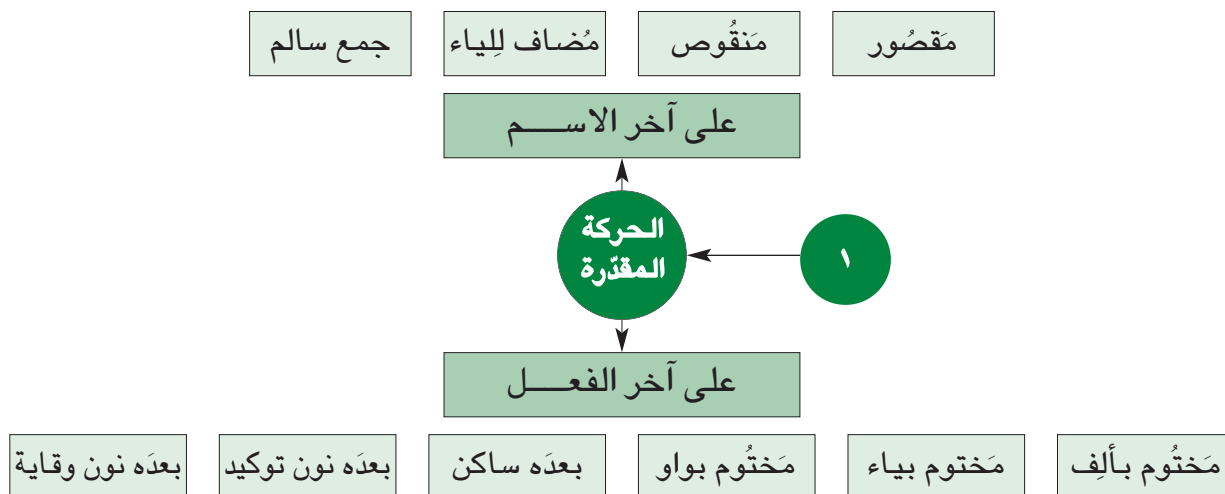 مَقصُور
مَنقُوص
مُضاف لِلياء
جمع سالم
على آخر الاســـم
الحركة
المقدّرة
١
على آخر الفعـــل
مَختُوم بألِف
مَختوم بياء
مَختُوم بواو
بعدَه ساكن
بعدَه نون توكيد
بعدَه نون وقاية